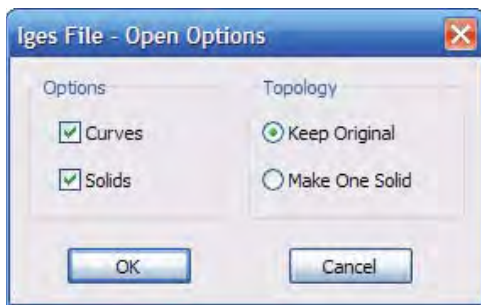 Iges File - Open Options
Options
Topology
Curves
Keep Original
Solids
Make One Solid
OK
Cancel